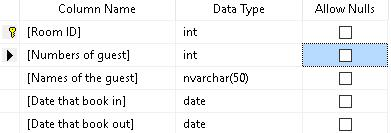 Column Name Data Type Allow Nulls
[Room ID] int
[Numbers of guest] int
[Names of the guest] nvarchar(50)
[Date that book in] date
[Date that book out] date